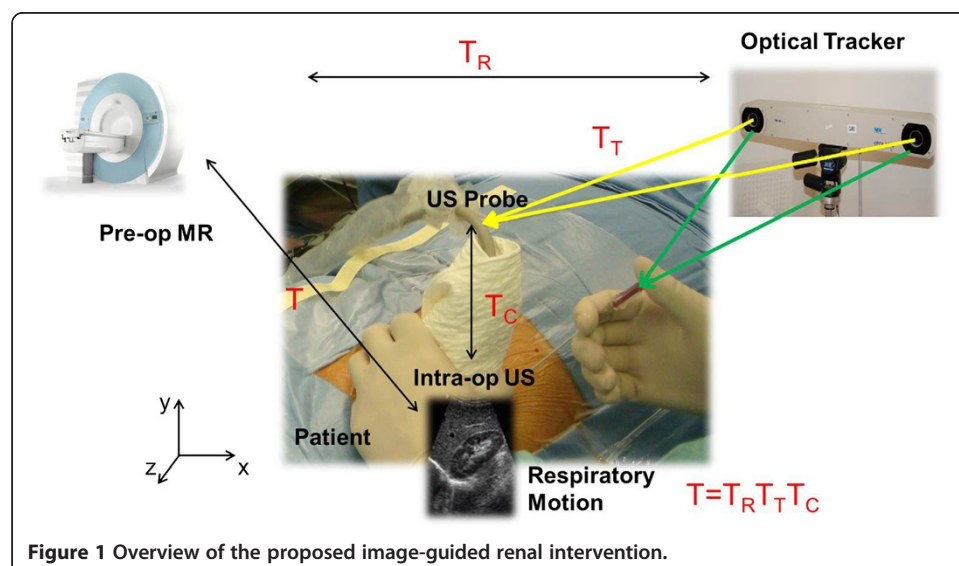 T_R
Optical Tracker
T_T
US Probe
Pre-op MR
T
T_C
Intra-op US
y
z
x
Patient
Respiratory
Motion
T=T_RT_TT_C
Figure 1 Overview of the proposed image-guided renal intervention.